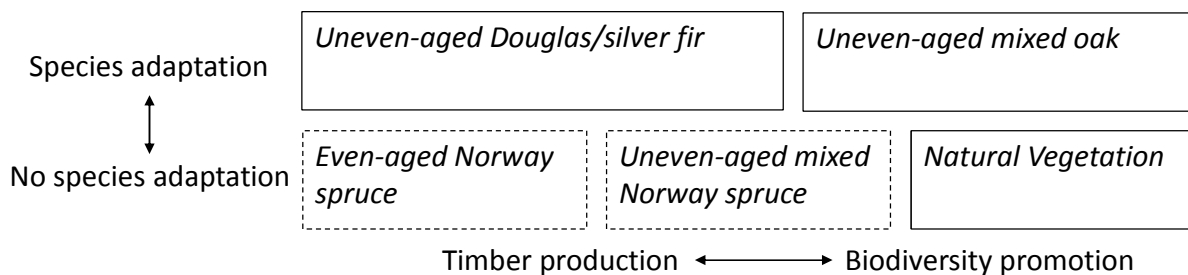 Uneven-aged Douglas/silver fir
Uneven-aged mixed oak
Species adaptation
No species adaptation
Even-aged Norway
spruce
Uneven-aged mixed
Norway spruce
Natural Vegetation
Timber production
Biodiversity promotion